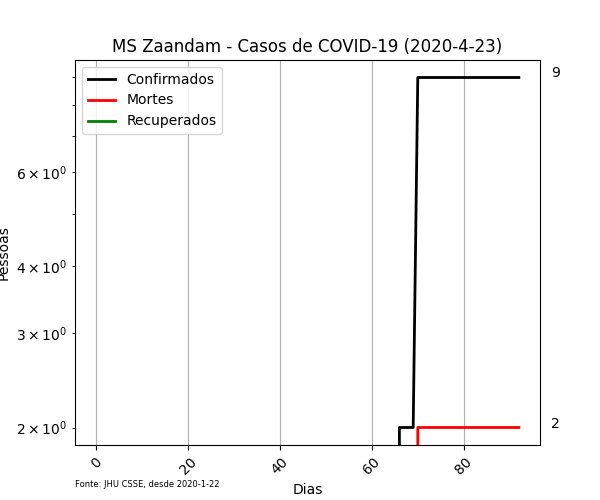 MS Zaandam - Casos de COVID-19 (2020-4-23)
Confirmados
Mortes
Recuperados
9
6 × 10⁰
4 × 10⁰
3 × 10⁰
2 × 10⁰
2
Pessoas
0
20
40
60
80
Dias
Fonte: JHU CSSE, desde 2020-1-22